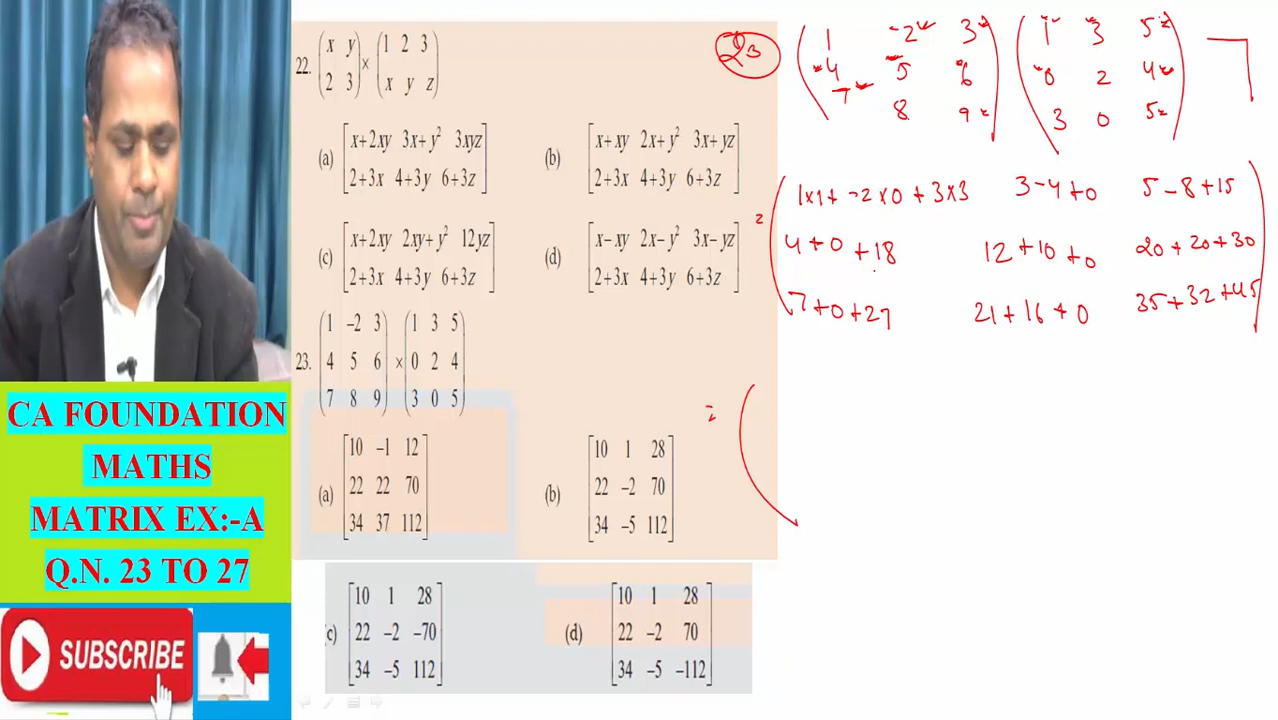 22. (x y
2 3) × (1 2 3
x y z)
(a) [x+2xy 3x+y² 3xyz
2+3x 4+3y 6+3z]
(b) [x+xy 2x+y² 3x+yz
2+3x 4+3y 6+3z]
(c) [x+2xy 2xy+y² 12yz
2+3x 4+3y 6+3z]
(d) [x−xy 2x−y² 3x−yz
2+3x 4+3y 6+3z]
23. (1 −2 3
4 5 6
7 8 9) × (1 3 5
0 2 4
3 0 5)
(a) [10 −1 12
22 22 70
34 37 112]
(b) [10 1 28
22 −2 70
34 −5 112]
c) [10 1 28
22 −2 −70
34 −5 112]
(d) [10 1 28
22 −2 70
34 −5 −112]
23
(1 −2 3
4 5 6
7 8 9) (1 3 5
0 2 4
3 0 5)
= (1×1+ −2×0+3×3 3−4+0 5−8+15
4+0+18 12+10+0 20+20+30
7+0+27 21+16+0 35+32+45)
= (
CA FOUNDATION
MATHS
MATRIX EX:-A
Q.N. 23 TO 27
SUBSCRIBE